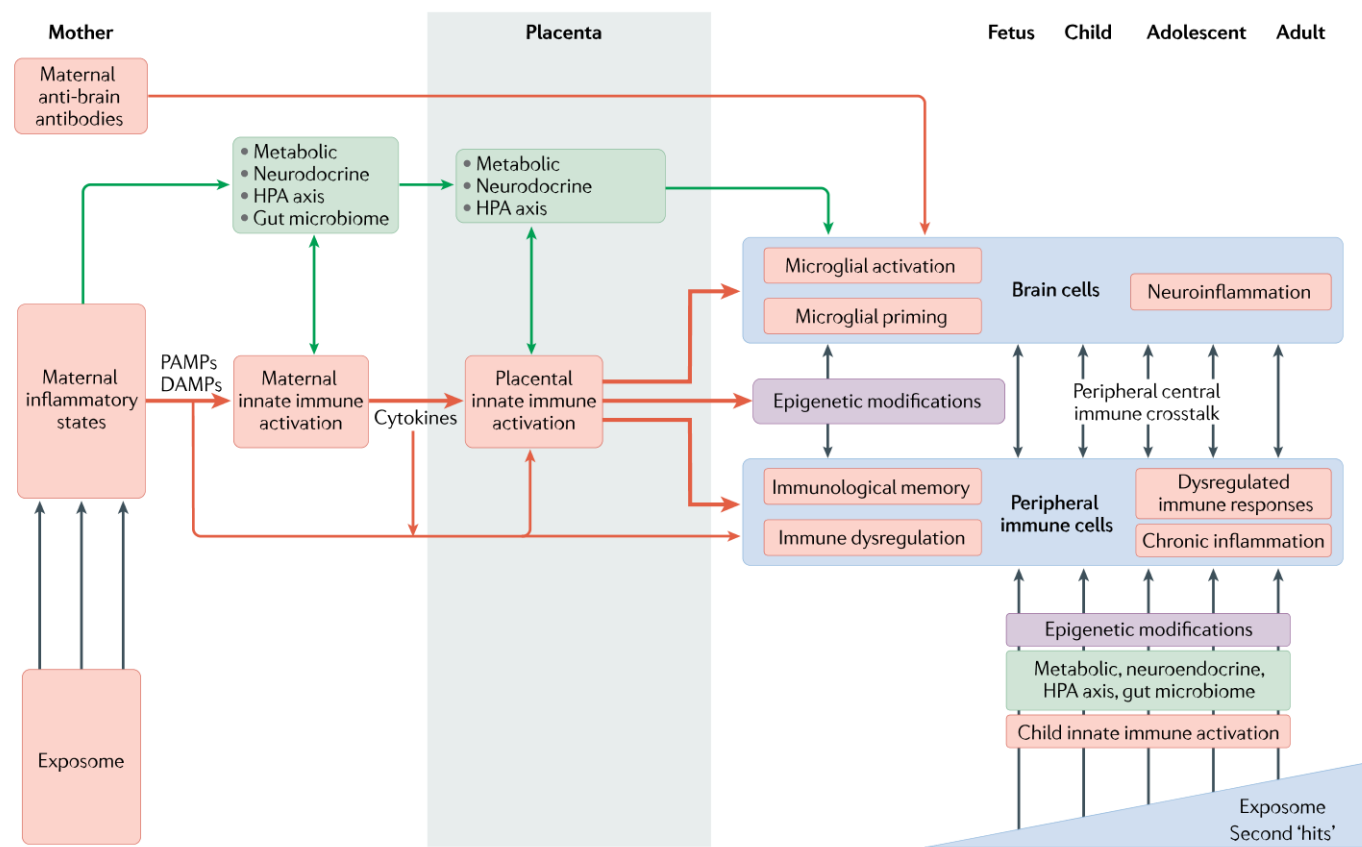 Mother
Placenta
Fetus
Child
Adolescent
Adult
Maternal
anti-brain
antibodies
• Metabolic
• Neurodocrine
• HPA axis
• Gut microbiome
• Metabolic
• Neurodocrine
• HPA axis
Microglial activation
Microglial priming
Brain cells
Neuroinflammation
Maternal
inflammatory
states
PAMPs
DAMPs
Maternal
innate immune
activation
Cytokines
Placental
innate immune
activation
Epigenetic modifications
Peripheral central
immune crosstalk
Immunological memory
Immune dysregulation
Peripheral
immune cells
Dysregulated
immune responses
Chronic inflammation
Exposome
Epigenetic modifications
Metabolic, neuroendocrine,
HPA axis, gut microbiome
Child innate immune activation
Exposome
Second ‘hits’